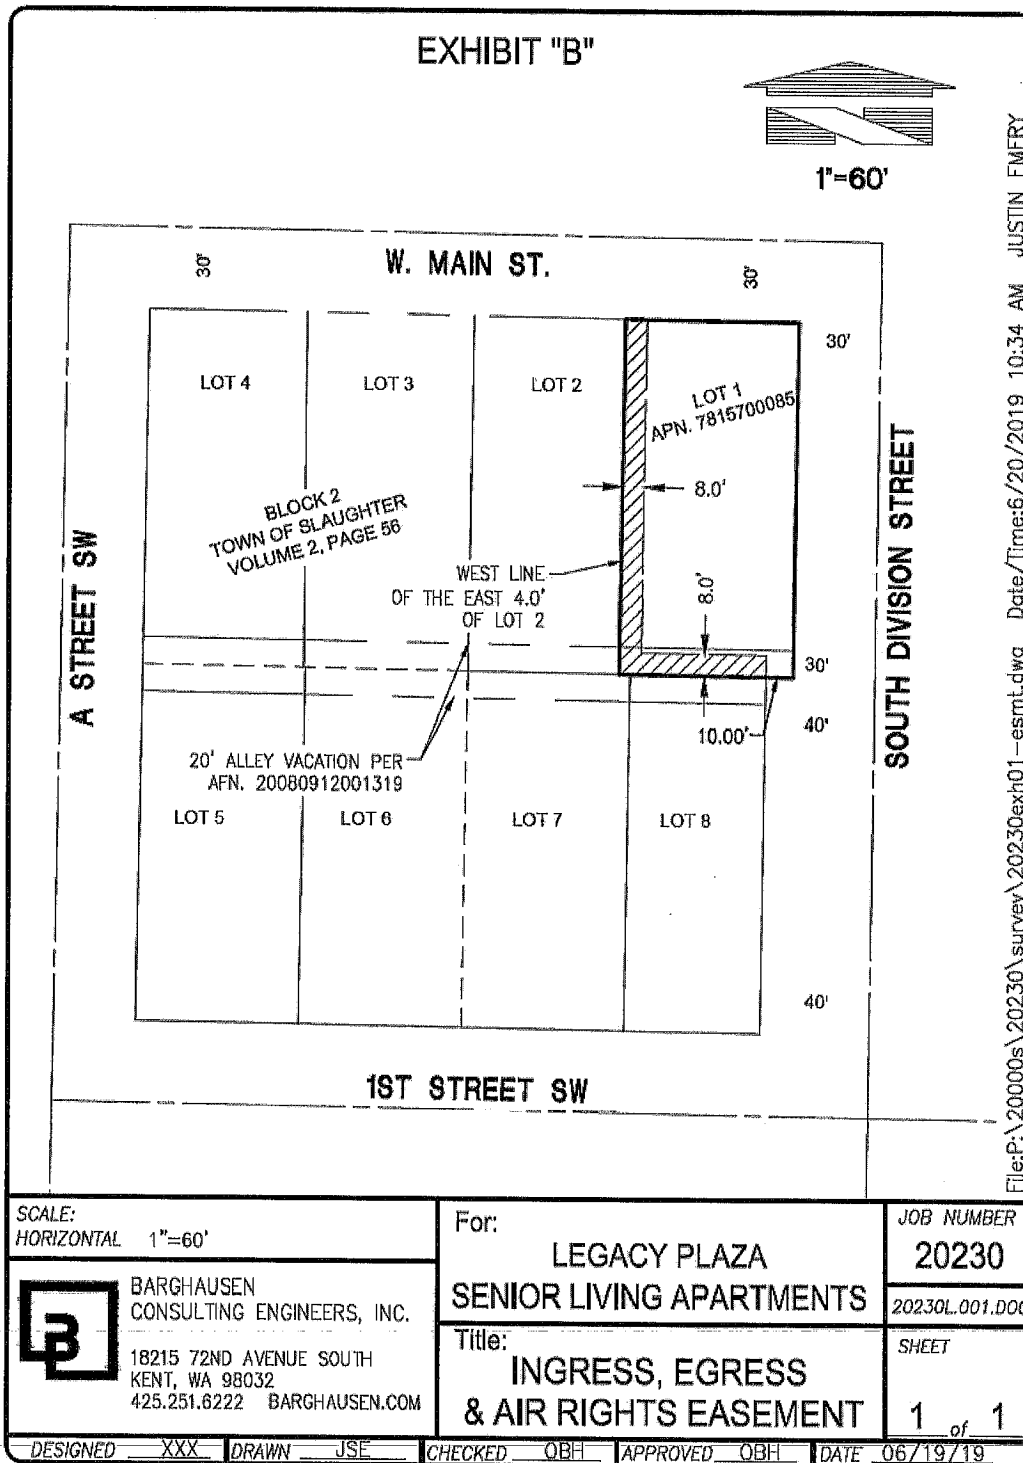 EXHIBIT "B"
1"=60'
W. MAIN ST.
30'
30'
30'
LOT 4
LOT 3
LOT 2
LOT 1
APN. 7815700085
BLOCK 2
TOWN OF SLAUGHTER
VOLUME 2, PAGE 56
8.0'
WEST LINE
OF THE EAST 4.0'
OF LOT 2
8.0'
A STREET SW
SOUTH DIVISION STREET
30'
40'
10.00'
20' ALLEY VACATION PER
AFN. 20080912001319
LOT 5
LOT 6
LOT 7
LOT 8
40'
1ST STREET SW
File:P:\20000s\20230\survey\20230exh01-esmt.dwg Date/Time:6/20/2019 10:34 AM JUSTIN EMERY
SCALE:
HORIZONTAL 1"=60'
BARGHAUSEN
CONSULTING ENGINEERS, INC.
18215 72ND AVENUE SOUTH
KENT, WA 98032
425.251.6222 BARGHAUSEN.COM
For:
LEGACY PLAZA
SENIOR LIVING APARTMENTS
Title:
INGRESS, EGRESS
& AIR RIGHTS EASEMENT
JOB NUMBER
20230
20230L.001.DOC
SHEET
1 of 1
DESIGNED XXX DRAWN JSE CHECKED OBH APPROVED OBH DATE 06/19/19